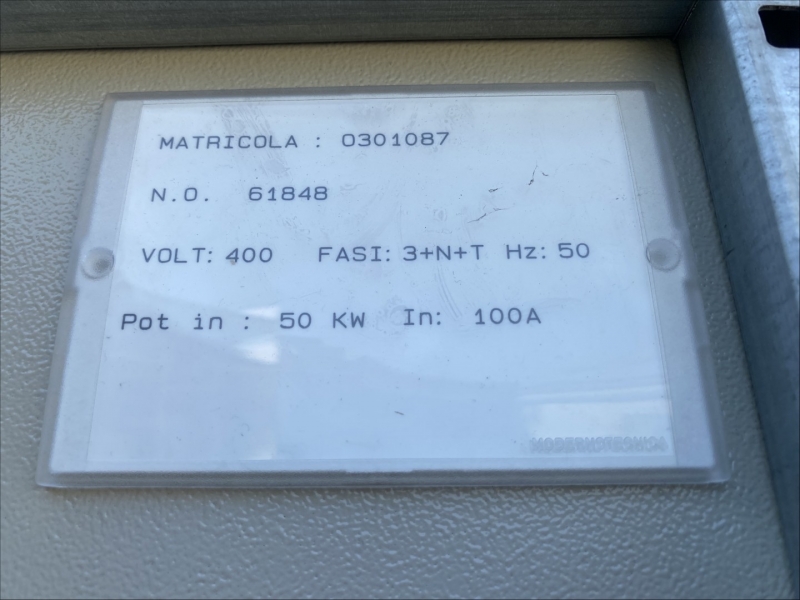 MATRICOLA : 0301087
N.O. 61848
VOLT: 400 FASI: 3+N+T Hz: 50
Pot in : 50 KW In: 100A